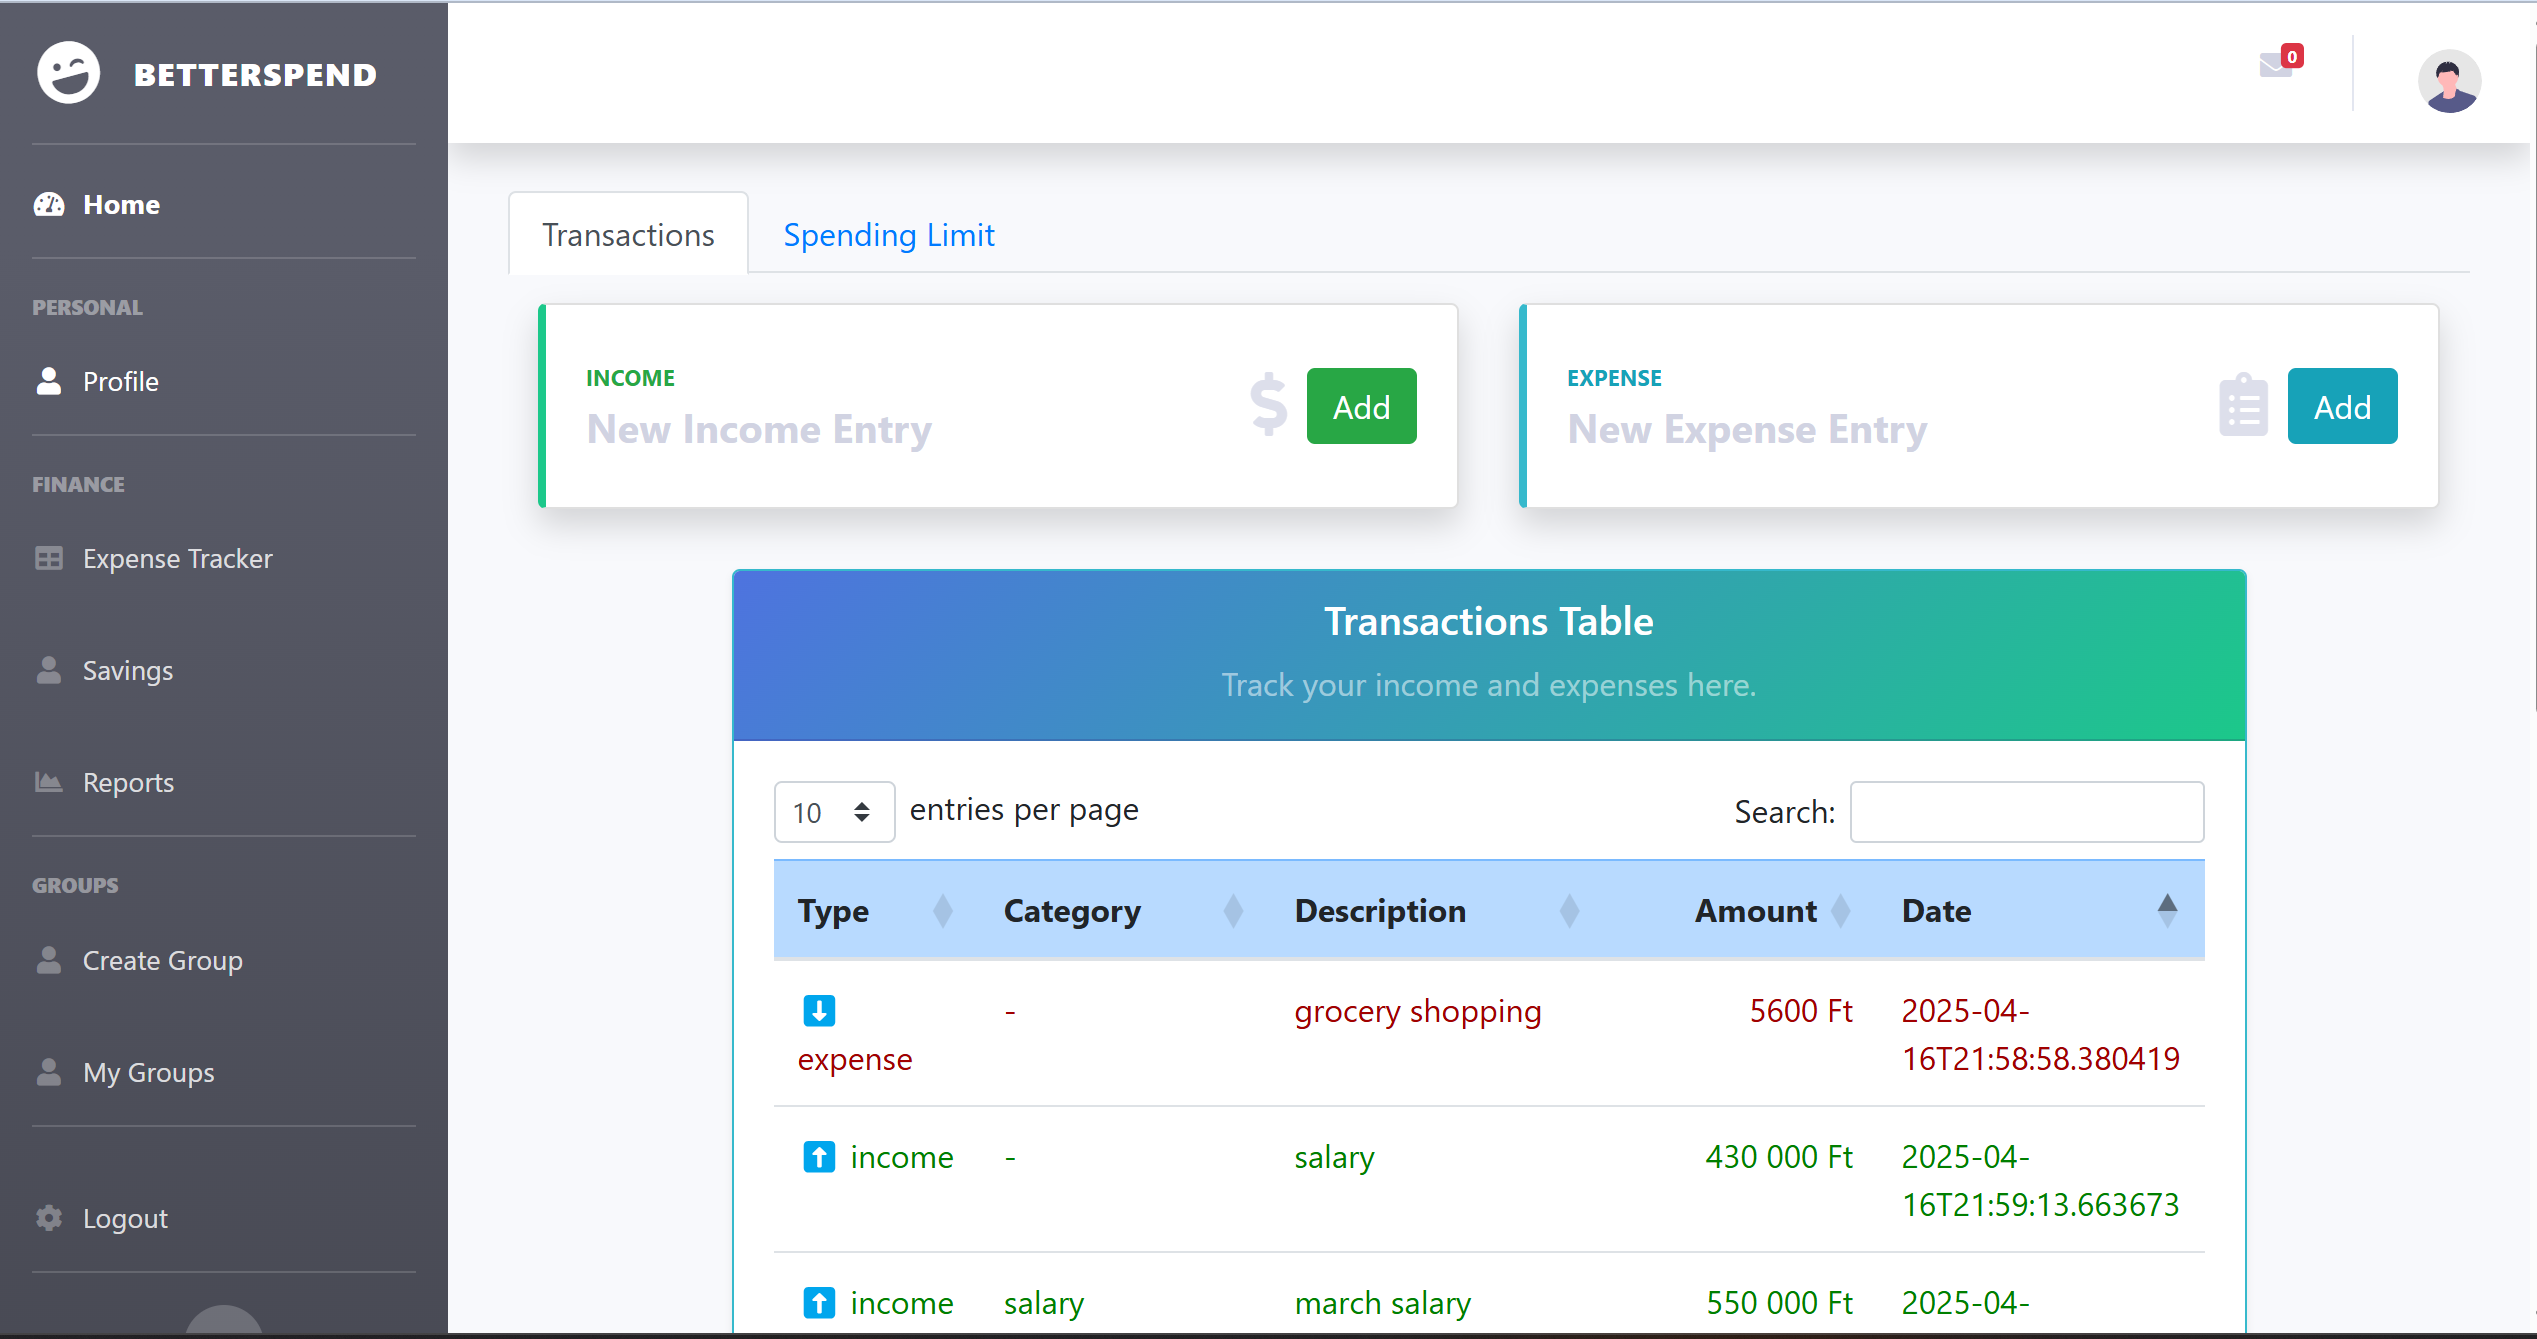 BETTERSPEND
0
Home
PERSONAL
Profile
FINANCE
Expense Tracker
Savings
Reports
GROUPS
Create Group
My Groups
Logout
Transactions
Spending Limit
INCOME
New Income Entry
$
Add
EXPENSE
New Expense Entry
Add
Transactions Table
Track your income and expenses here.
10 entries per page
Search:
Type Category Description Amount Date
- grocery shopping 5600 Ft 2025-04-
expense 16T21:58:58.380419
income - salary 430 000 Ft 2025-04-
16T21:59:13.663673
income salary march salary 550 000 Ft 2025-04-